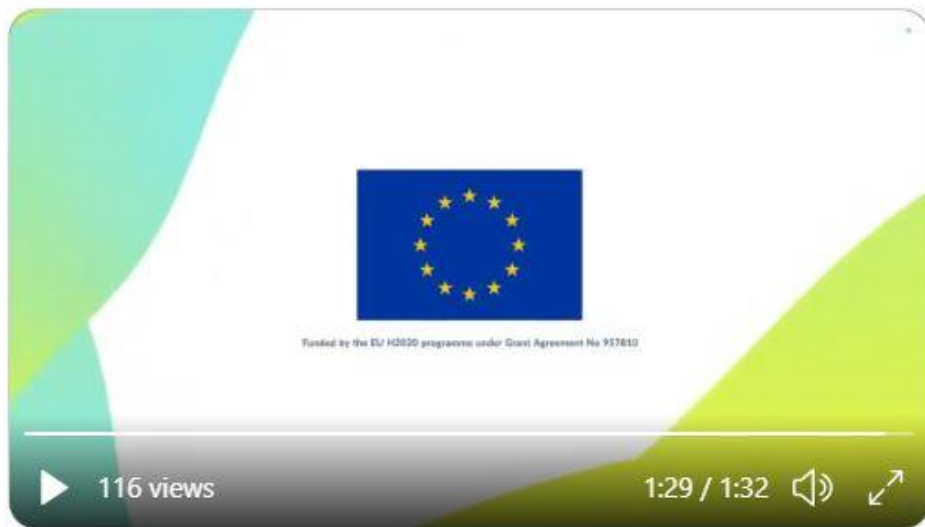 Funded by the EU H2020 programme under Grant Agreement No 957810
116 views
1:29 / 1:32